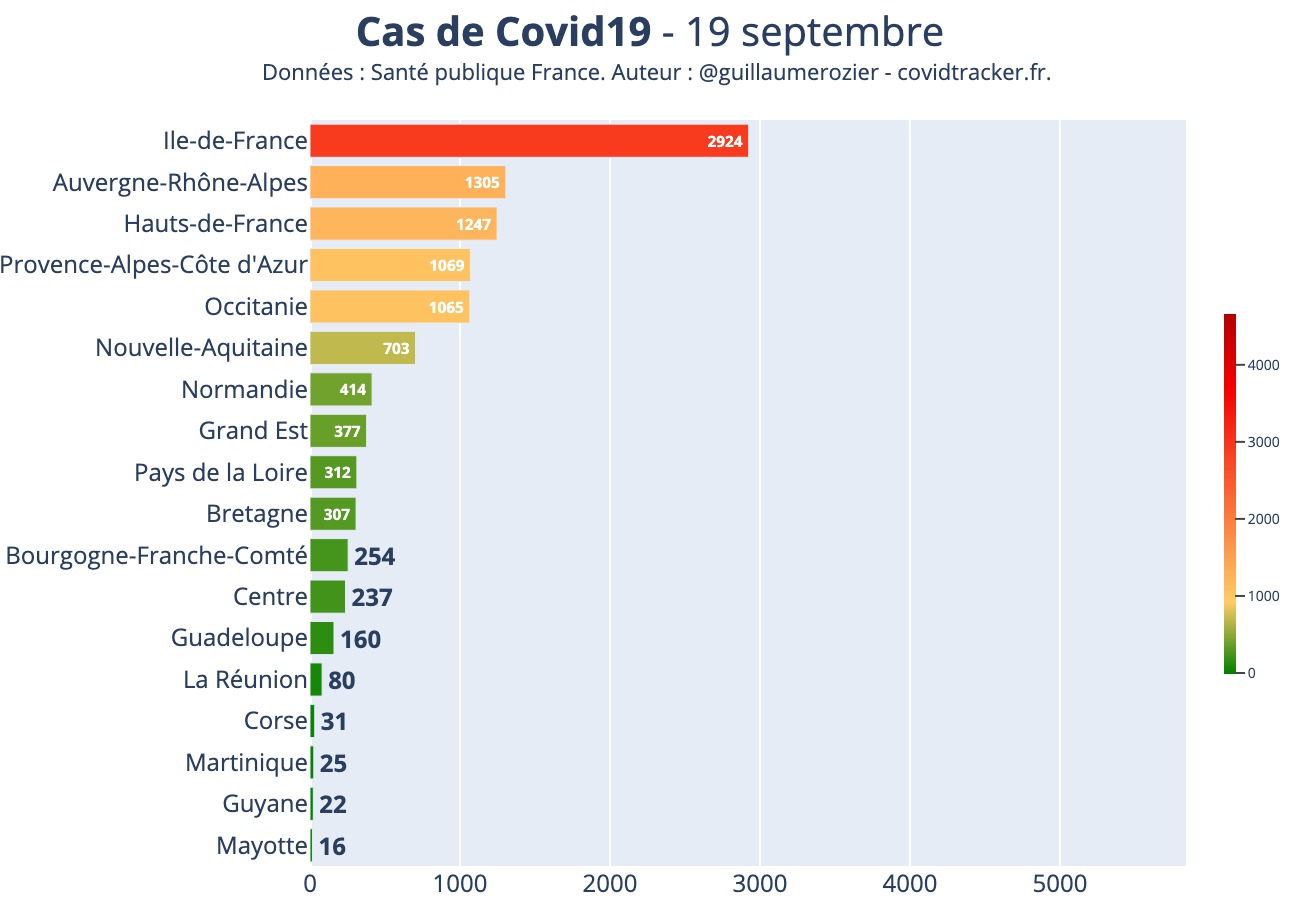 Cas de Covid19 - 19 septembre
Données : Santé publique France. Auteur : @guillaumerozier - covidtracker.fr.
Ile-de-France 2924
Auvergne-Rhône-Alpes 1305
Hauts-de-France 1247
Provence-Alpes-Côte d'Azur 1069
Occitanie 1065
Nouvelle-Aquitaine 703
Normandie 414
Grand Est 377
Pays de la Loire 312
Bretagne 307
Bourgogne-Franche-Comté 254
Centre 237
Guadeloupe 160
La Réunion 80
Corse 31
Martinique 25
Guyane 22
Mayotte 16
0 1000 2000 3000 4000 5000
4000
3000
2000
1000
0